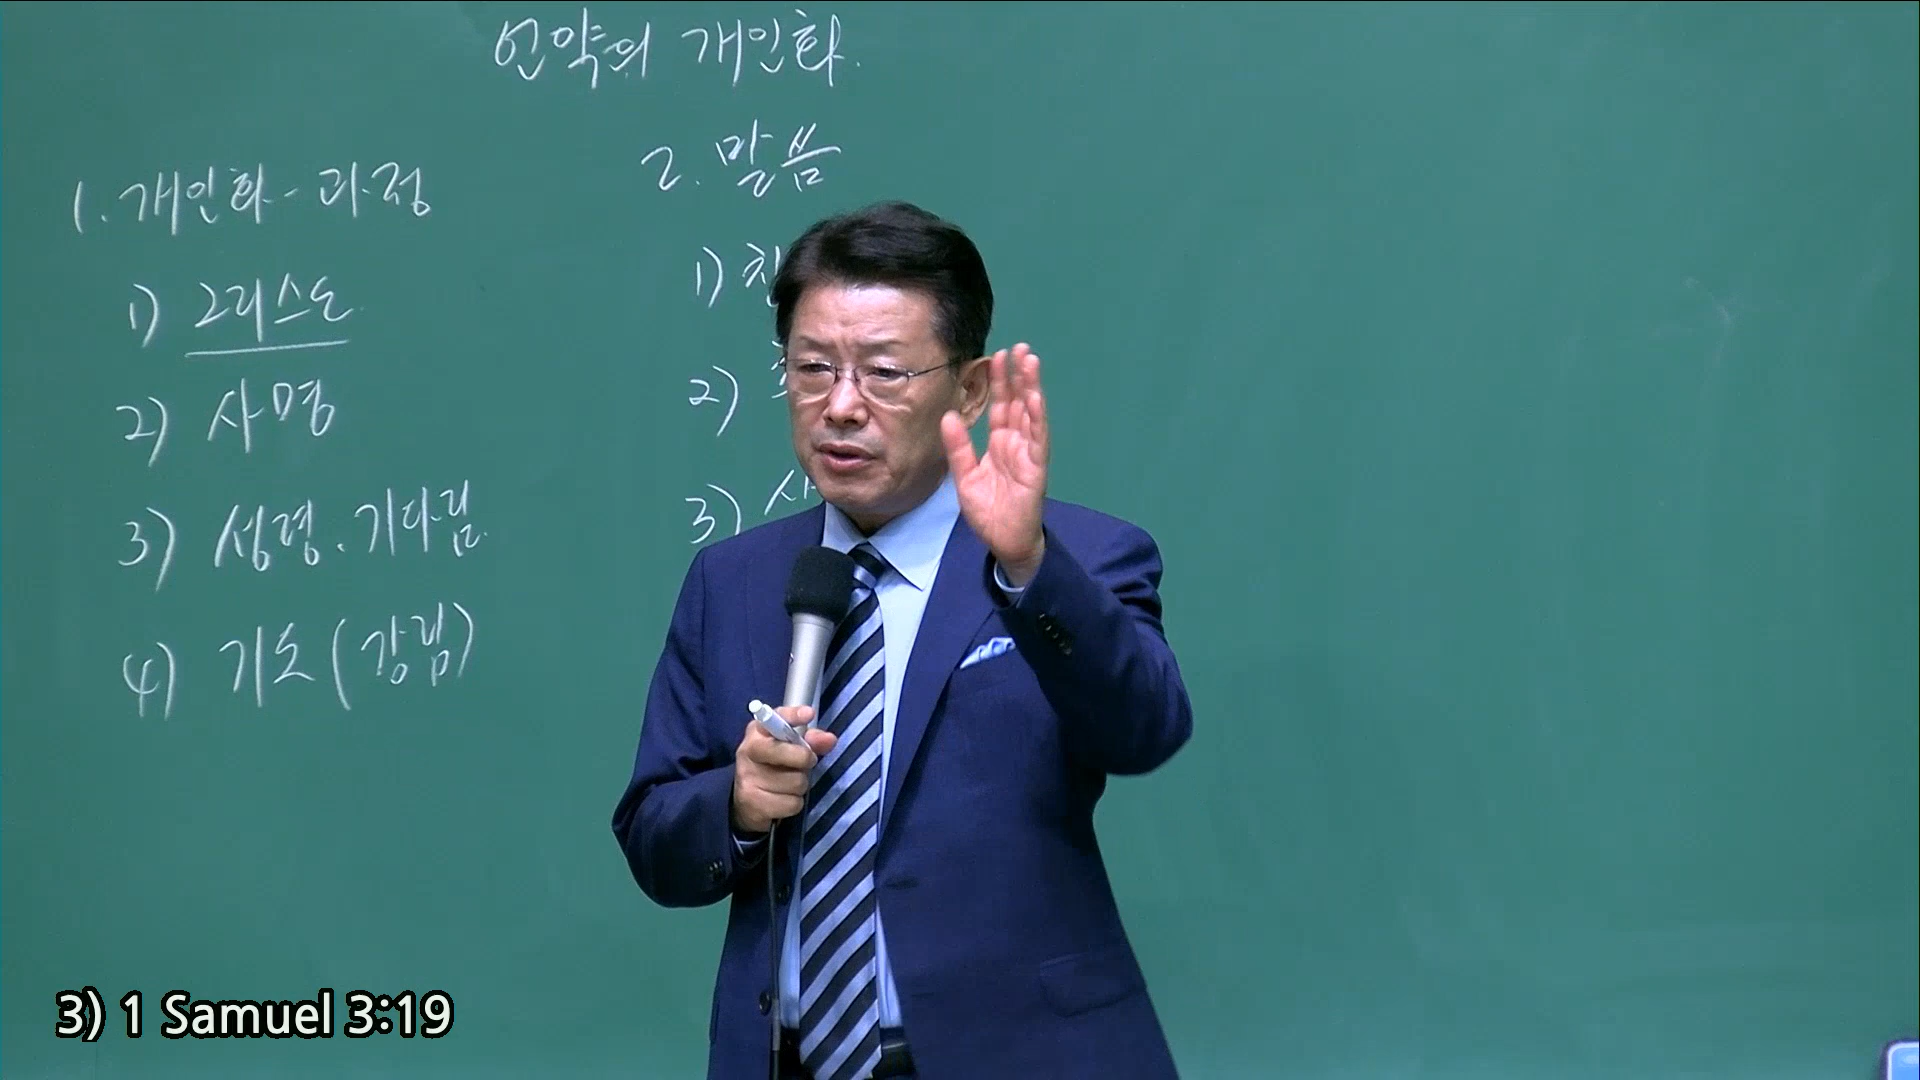 언약의 개인화.
1. 개인화 - 과정
1) 그리스도
2) 사명
3) 성령. 기다림.
4) 기도 (강림)
2. 말씀
1)
2)
3) 사
3) 1 Samuel 3:19